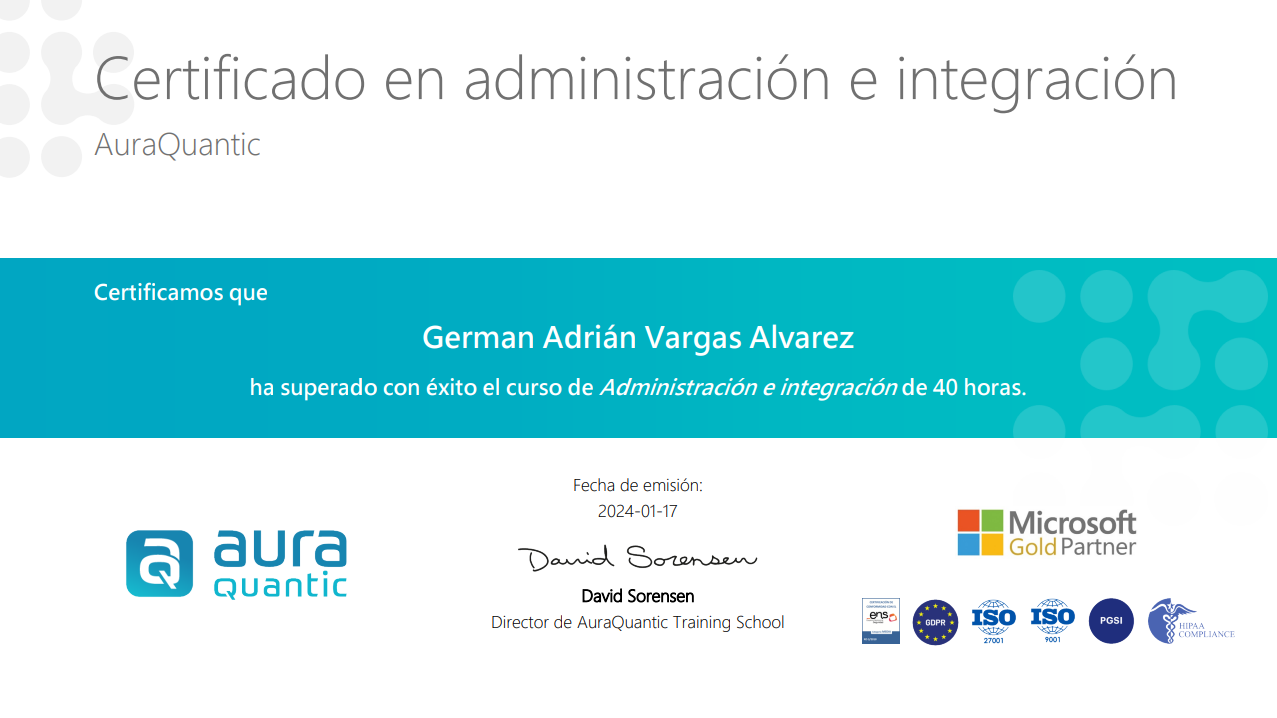 Certificado en administración e integración
AuraQuantic
Certificamos que
German Adrián Vargas Alvarez
ha superado con éxito el curso de Administración e integración de 40 horas.
Fecha de emisión:
2024-01-17
David Sorensen
David Sorensen
Director de AuraQuantic Training School
aura
quantic
Microsoft
Gold Partner
ens
GDPR
ISO
27001
ISO
9001
PGSI
HIPAA
COMPLIANCE